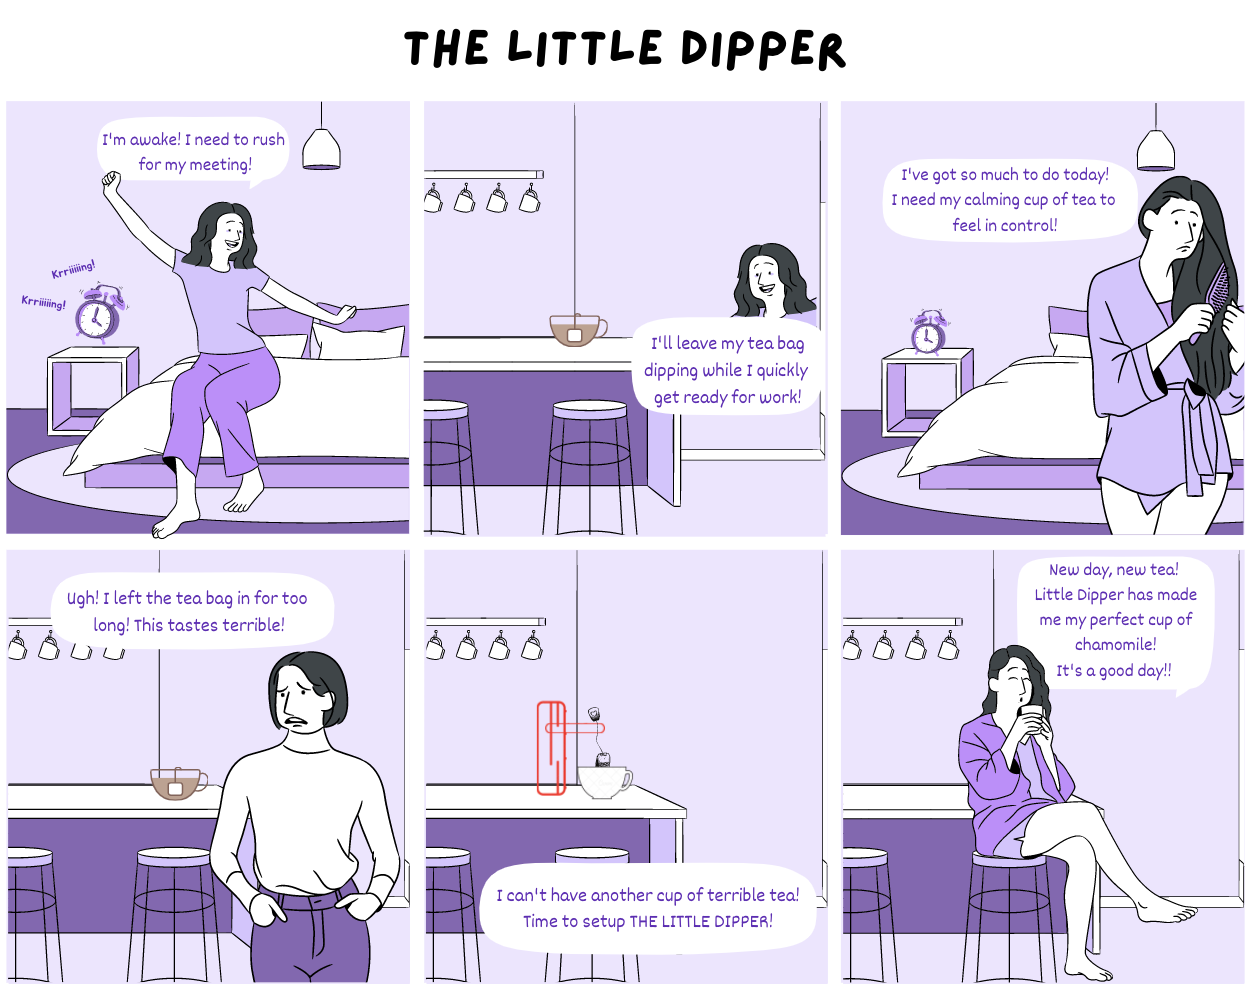 THE LITTLE DIPPER
I'm awake! I need to rush
for my meeting!
Krriiiiing!
Krriiiiing!
I'll leave my tea bag
dipping while I quickly
get ready for work!
I've got so much to do today!
I need my calming cup of tea to
feel in control!
Ugh! I left the tea bag in for too
long! This tastes terrible!
I can't have another cup of terrible tea!
Time to setup THE LITTLE DIPPER!
New day, new tea!
Little Dipper has made
me my perfect cup of
chamomile!
It's a good day!!